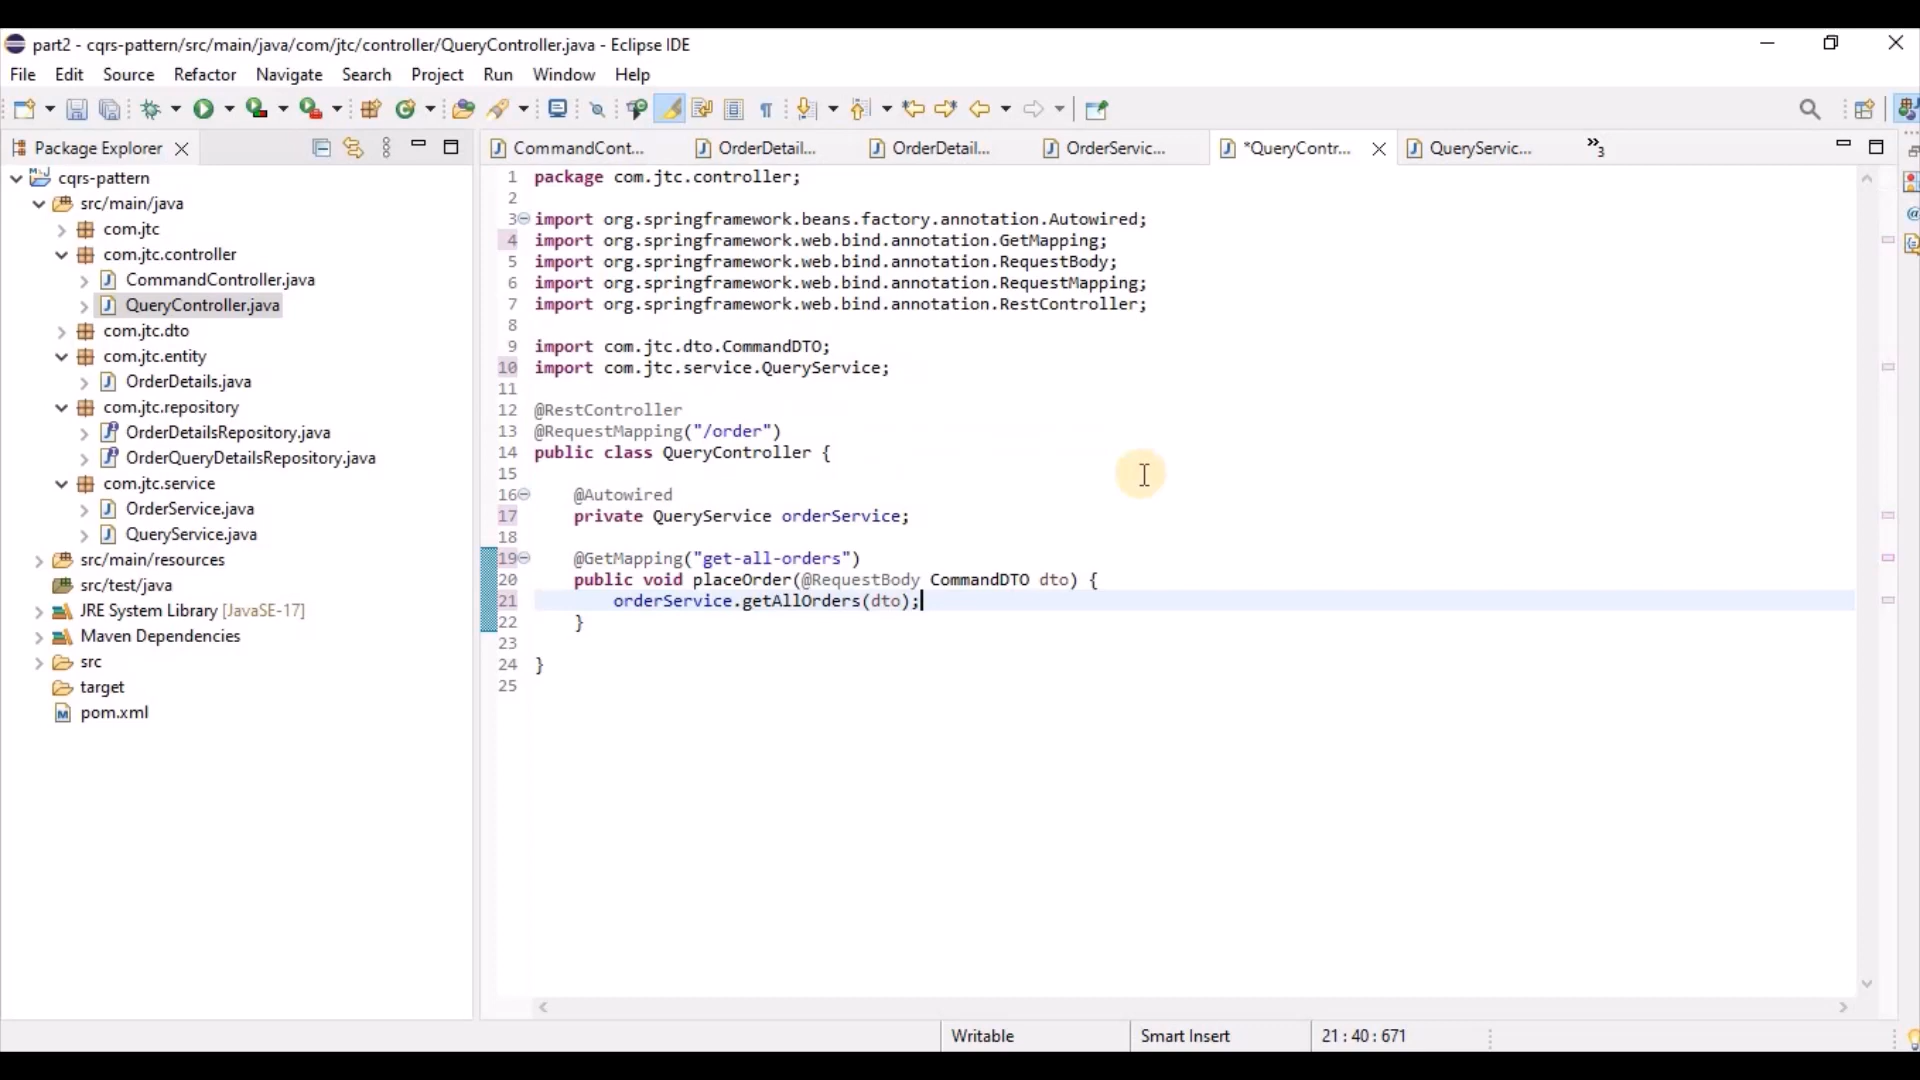 part2 - cqrs-pattern/src/main/java/com/jtc/controller/QueryController.java - Eclipse IDE
File Edit Source Refactor Navigate Search Project Run Window Help
Package Explorer
cqrs-pattern
src/main/java
com.jtc
com.jtc.controller
CommandController.java
QueryController.java
com.jtc.dto
com.jtc.entity
OrderDetails.java
com.jtc.repository
OrderDetailsRepository.java
OrderQueryDetailsRepository.java
com.jtc.service
OrderService.java
QueryService.java
src/main/resources
src/test/java
JRE System Library [JavaSE-17]
Maven Dependencies
src
target
pom.xml
CommandCont... OrderDetail... OrderDetail... OrderServic... *QueryContr... QueryServic... »3
1 package com.jtc.controller;
2
3 import org.springframework.beans.factory.annotation.Autowired;
4 import org.springframework.web.bind.annotation.GetMapping;
5 import org.springframework.web.bind.annotation.RequestBody;
6 import org.springframework.web.bind.annotation.RequestMapping;
7 import org.springframework.web.bind.annotation.RestController;
8
9 import com.jtc.dto.CommandDTO;
10 import com.jtc.service.QueryService;
11
12 @RestController
13 @RequestMapping("/order")
14 public class QueryController {
15
16 @Autowired
17 private QueryService orderService;
18
19 @GetMapping("get-all-orders")
20 public void placeOrder(@RequestBody CommandDTO dto) {
21 orderService.getAllOrders(dto);
22 }
23
24 }
25
Writable Smart Insert 21 : 40 : 671